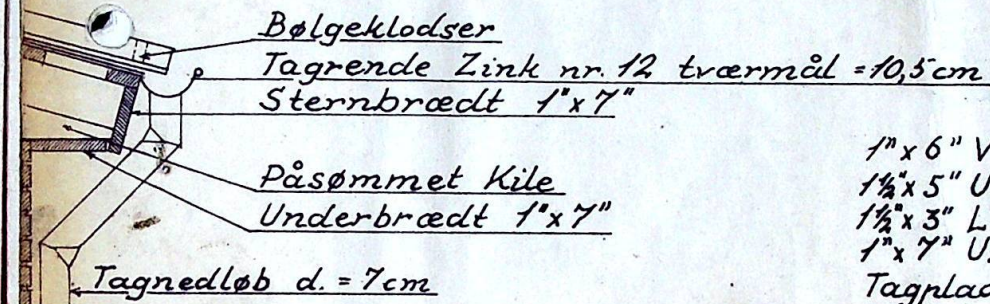 Bølgeklodser
Tagrende Zink nr. 12 tværmål = 10,5 cm
Sternbrædt 1"x 7"
Påsømmet Kile
Underbrædt 1"x 7"
Tagnedløb d. = 7 cm
1"x 6" V
1½"x 5" U
1½"x 3" L
1"x 7" U